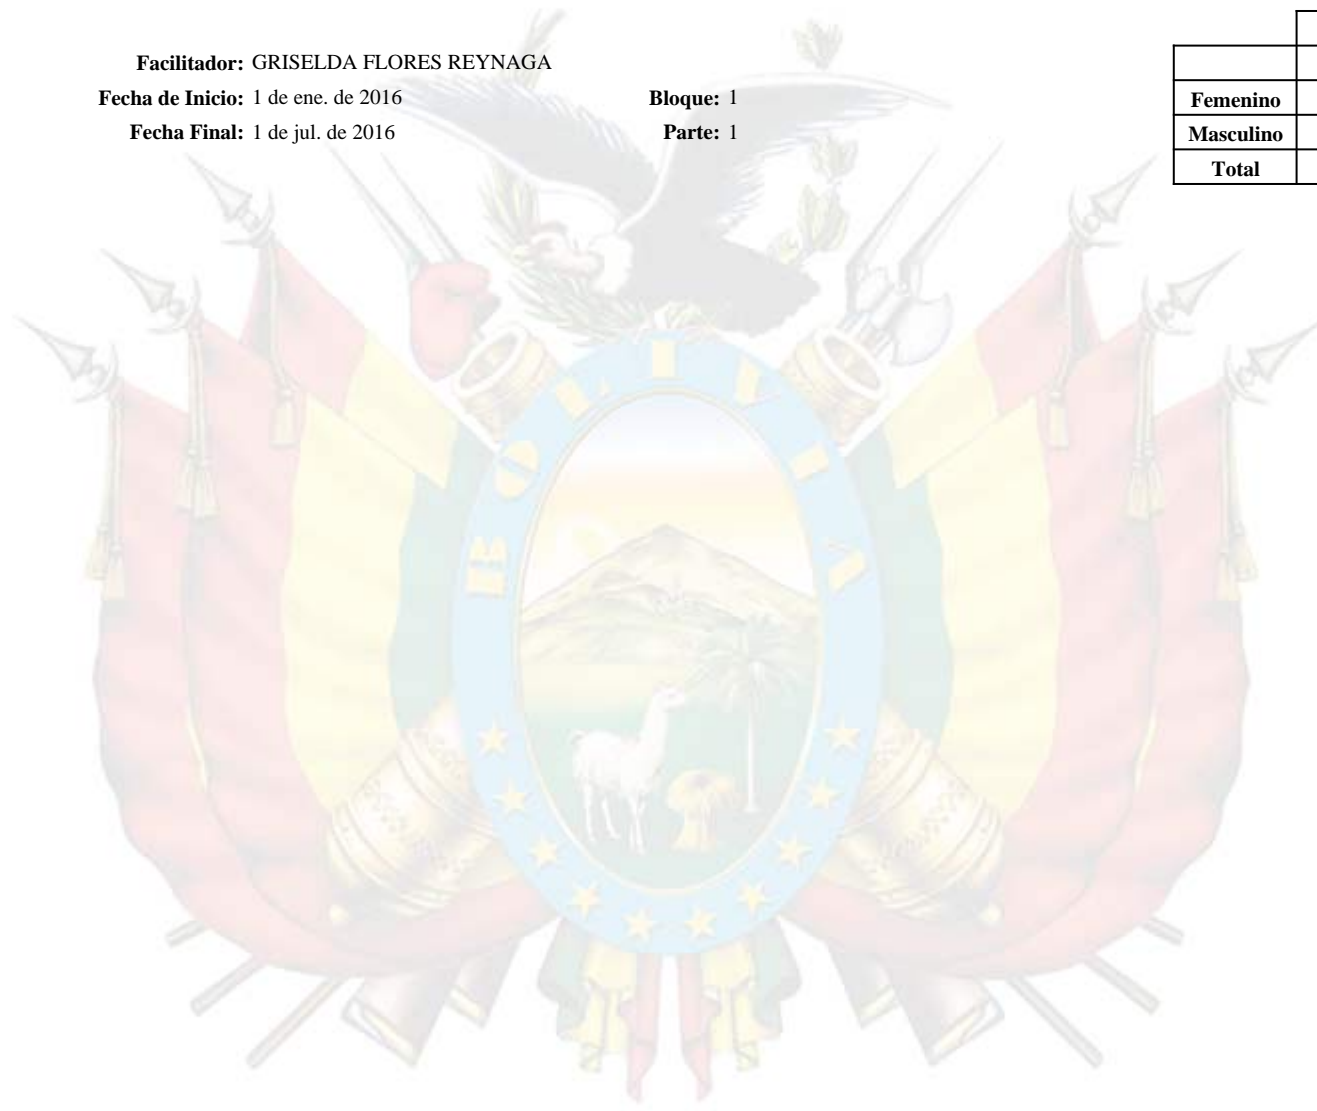 Facilitador: GRISELDA FLORES REYNAGA
Fecha de Inicio: 1 de ene. de 2016 Bloque: 1
Fecha Final: 1 de jul. de 2016 Parte: 1
Femenino
Masculino
Total
BOLIVIA